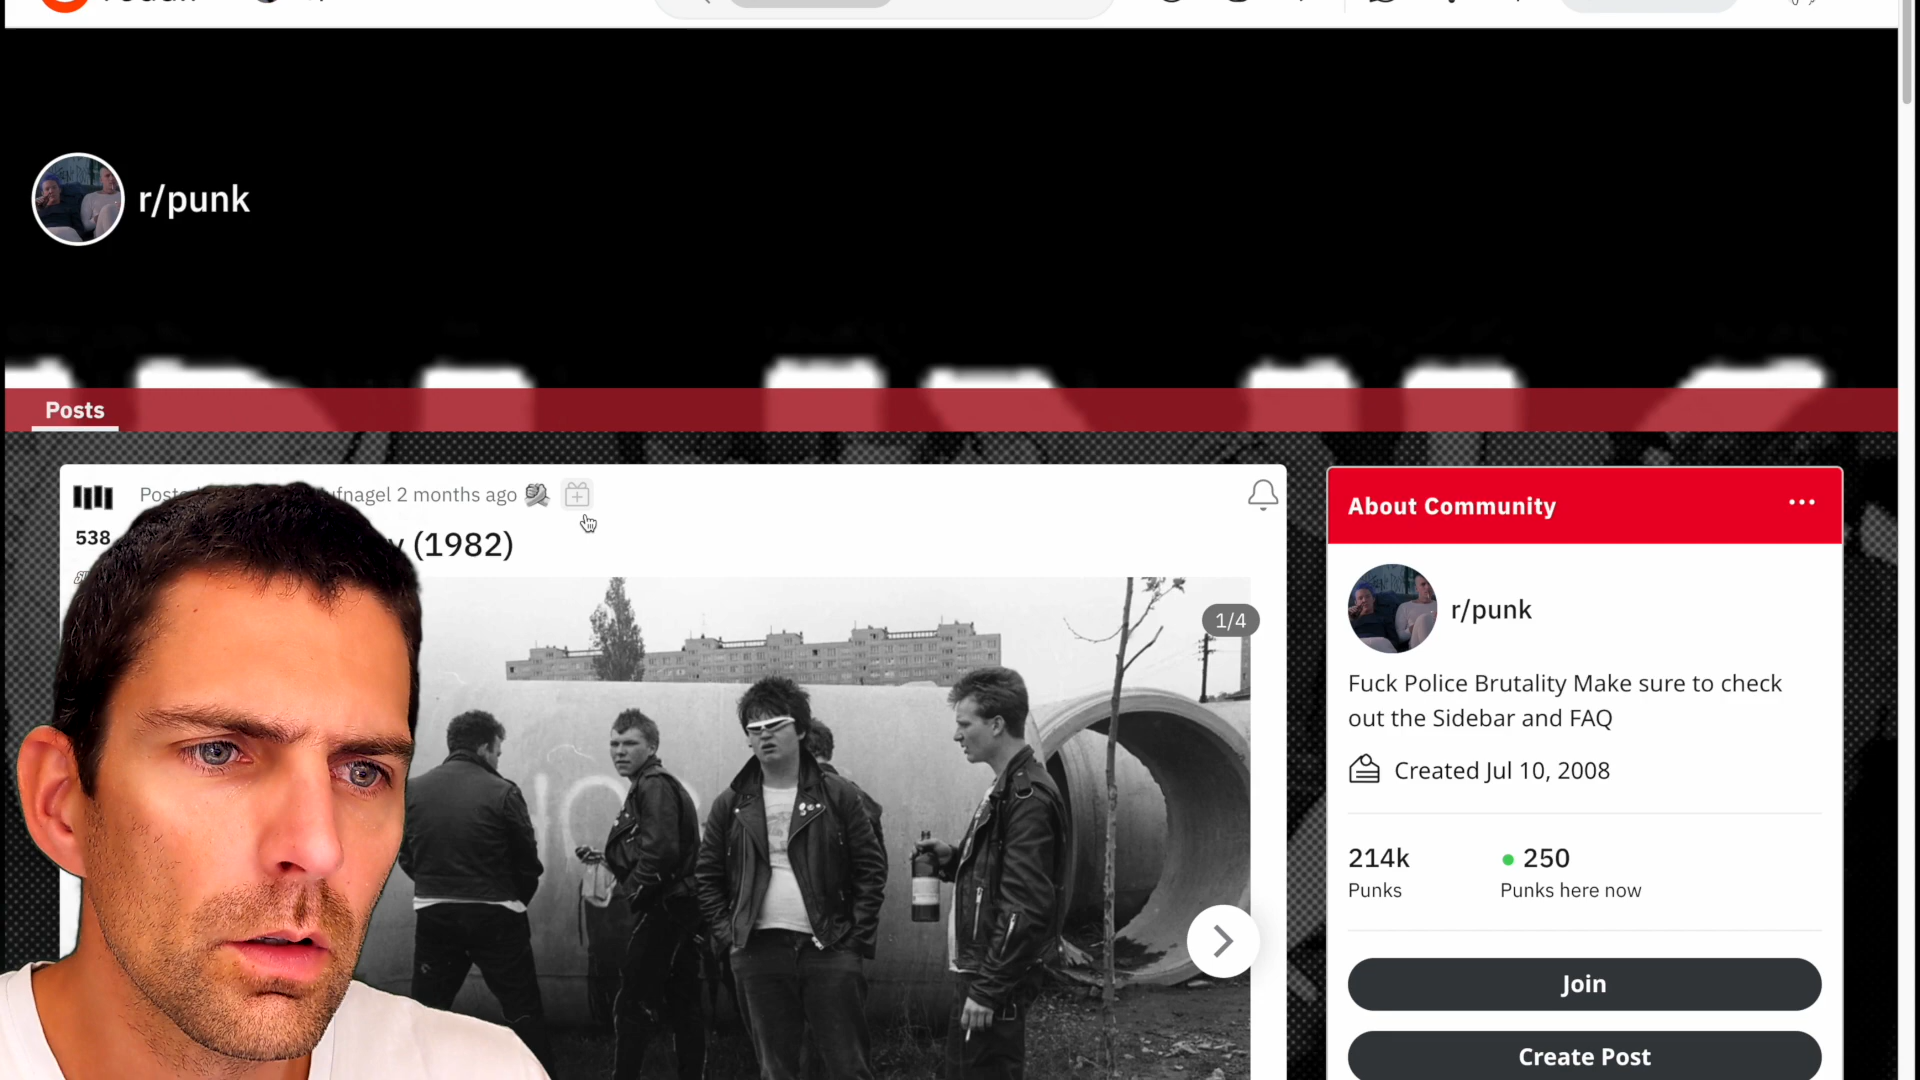 r/punk
Posts
fnagel 2 months ago
538
(1982)
1/4
About Community
r/punk
Fuck Police Brutality Make sure to check
out the Sidebar and FAQ
Created Jul 10, 2008
214k
250
Punks
Punks here now
Join
Create Post